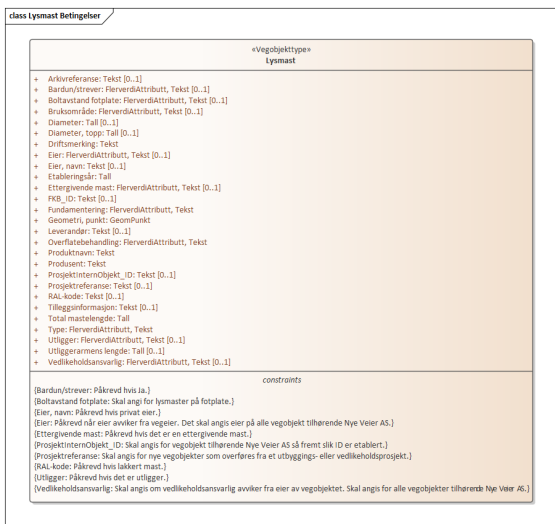 class Lysmast Betingelser
«Vegobjekttype»
Lysmast
+ Arkivreferanse: Tekst [0..1]
+ Bardun/strever: FlerverdiAttributt, Tekst [0..1]
+ Boltavstand fotplate: FlerverdiAttributt, Tekst [0..1]
+ Bruksområde: FlerverdiAttributt, Tekst [0..1]
+ Diameter: Tall [0..1]
+ Diameter, topp: Tall [0..1]
+ Driftsmerking: Tekst
+ Eier: FlerverdiAttributt, Tekst [0..1]
+ Eier, navn: Tekst [0..1]
+ Etableringsår: Tall
+ Ettergivende mast: FlerverdiAttributt, Tekst [0..1]
+ FKB_ID: Tekst [0..1]
+ Fundamentering: FlerverdiAttributt, Tekst
+ Geometri, punkt: GeomPunkt
+ Leverandør: Tekst [0..1]
+ Overflatebehandling: FlerverdiAttributt, Tekst
+ Produktnavn: Tekst
+ Produsent: Tekst
+ ProsjektInternObjekt_ID: Tekst [0..1]
+ Prosjektreferanse: Tekst [0..1]
+ RAL-kode: Tekst [0..1]
+ Tilleggsinformasjon: Tekst [0..1]
+ Total mastelengde: Tall
+ Type: FlerverdiAttributt, Tekst
+ Utligger: FlerverdiAttributt, Tekst [0..1]
+ Utliggerarmens lengde: Tall [0..1]
+ Vedlikeholdsansvarlig: FlerverdiAttributt, Tekst [0..1]
constraints
{Bardun/strever: Påkrevd hvis Ja.}
{Boltavstand fotplate: Skal angi for lysmaster på fotplate.}
{Eier, navn: Påkrevd hvis privat eier.}
{Eier: Påkrevd når eier avviker fra vegeier. Det skal angis eier på alle vegobjekt tilhørende Nye Veier AS.}
{Ettergivende mast: Påkrevd hvis det er en ettergivende mast.}
{ProsjektInternObjekt_ID: Skal angis for vegobjekt tilhørende Nye Veier AS så fremt slik ID er etablert.}
{Prosjektreferanse: Skal angis for nye vegobjekter som overføres fra et utbyggings- eller vedlikeholdsprosjekt.}
{RAL-kode: Påkrevd hvis lakkert mast.}
{Utligger: Påkrevd hvis det er utligger.}
{Vedlikeholdsansvarlig: Skal angis om vedlikeholdsansvarlig avviker fra eier av vegobjektet. Skal angis for alle vegobjekter tilhørende Nye Veier AS.}